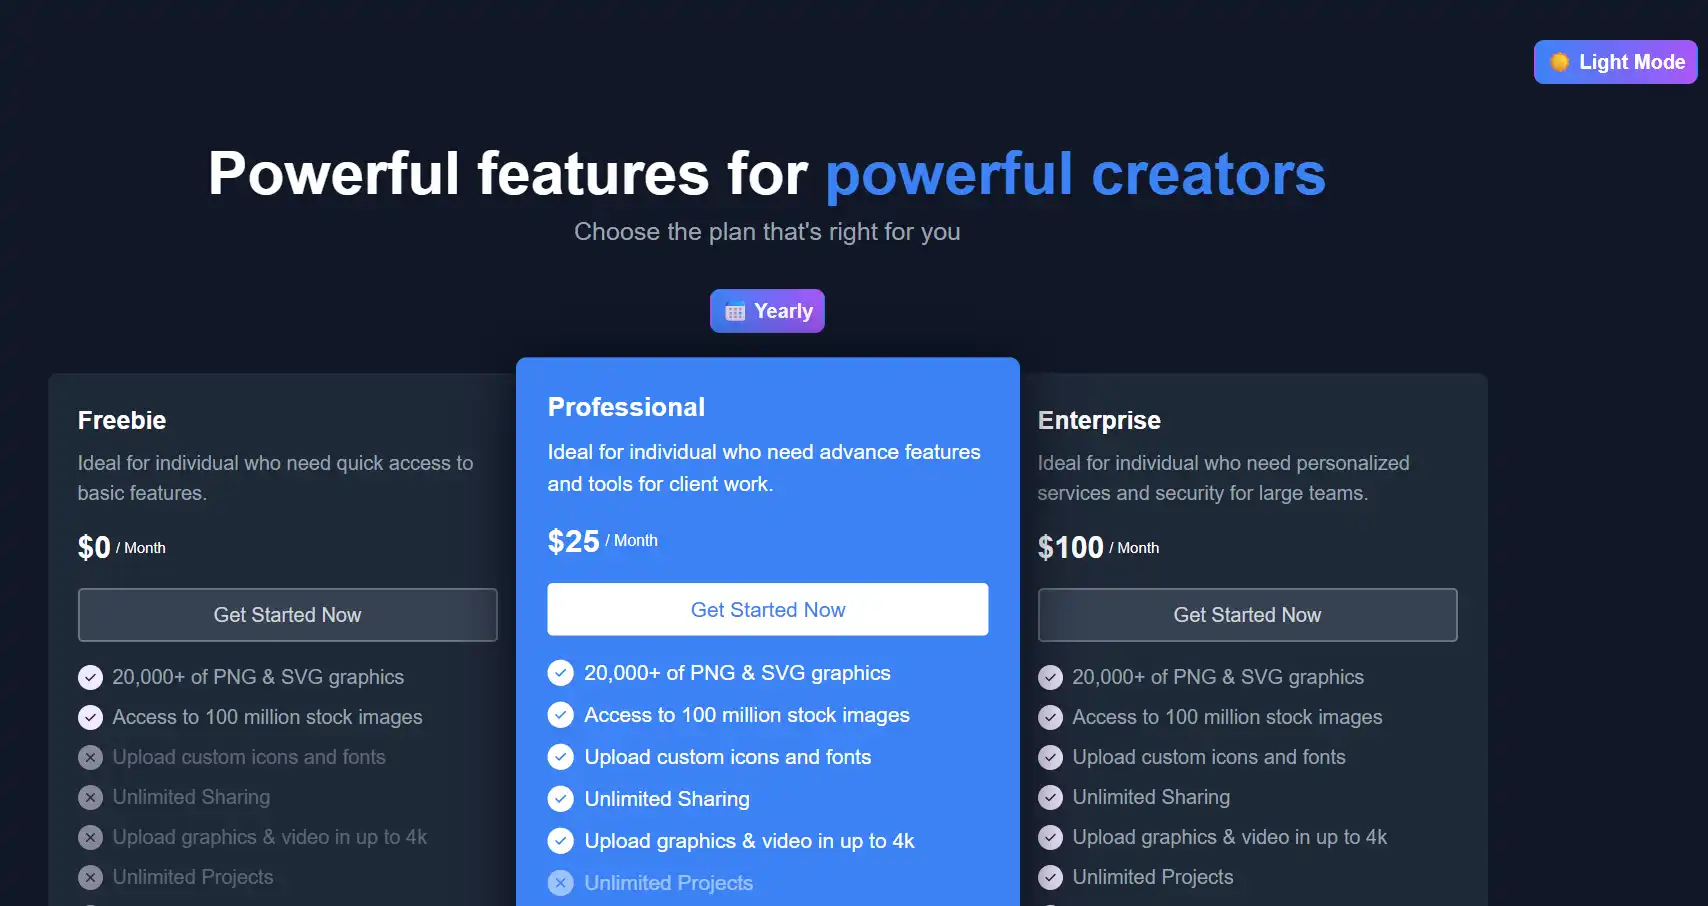 Light Mode
Powerful features for powerful creators
Choose the plan that's right for you
Yearly
Freebie
Ideal for individual who need quick access to
basic features.
$0 / Month
Get Started Now
20,000+ of PNG & SVG graphics
Access to 100 million stock images
Upload custom icons and fonts
Unlimited Sharing
Upload graphics & video in up to 4k
Unlimited Projects
Professional
Ideal for individual who need advance features
and tools for client work.
$25 / Month
Get Started Now
20,000+ of PNG & SVG graphics
Access to 100 million stock images
Upload custom icons and fonts
Unlimited Sharing
Upload graphics & video in up to 4k
Unlimited Projects
Enterprise
Ideal for individual who need personalized
services and security for large teams.
$100 / Month
Get Started Now
20,000+ of PNG & SVG graphics
Access to 100 million stock images
Upload custom icons and fonts
Unlimited Sharing
Upload graphics & video in up to 4k
Unlimited Projects